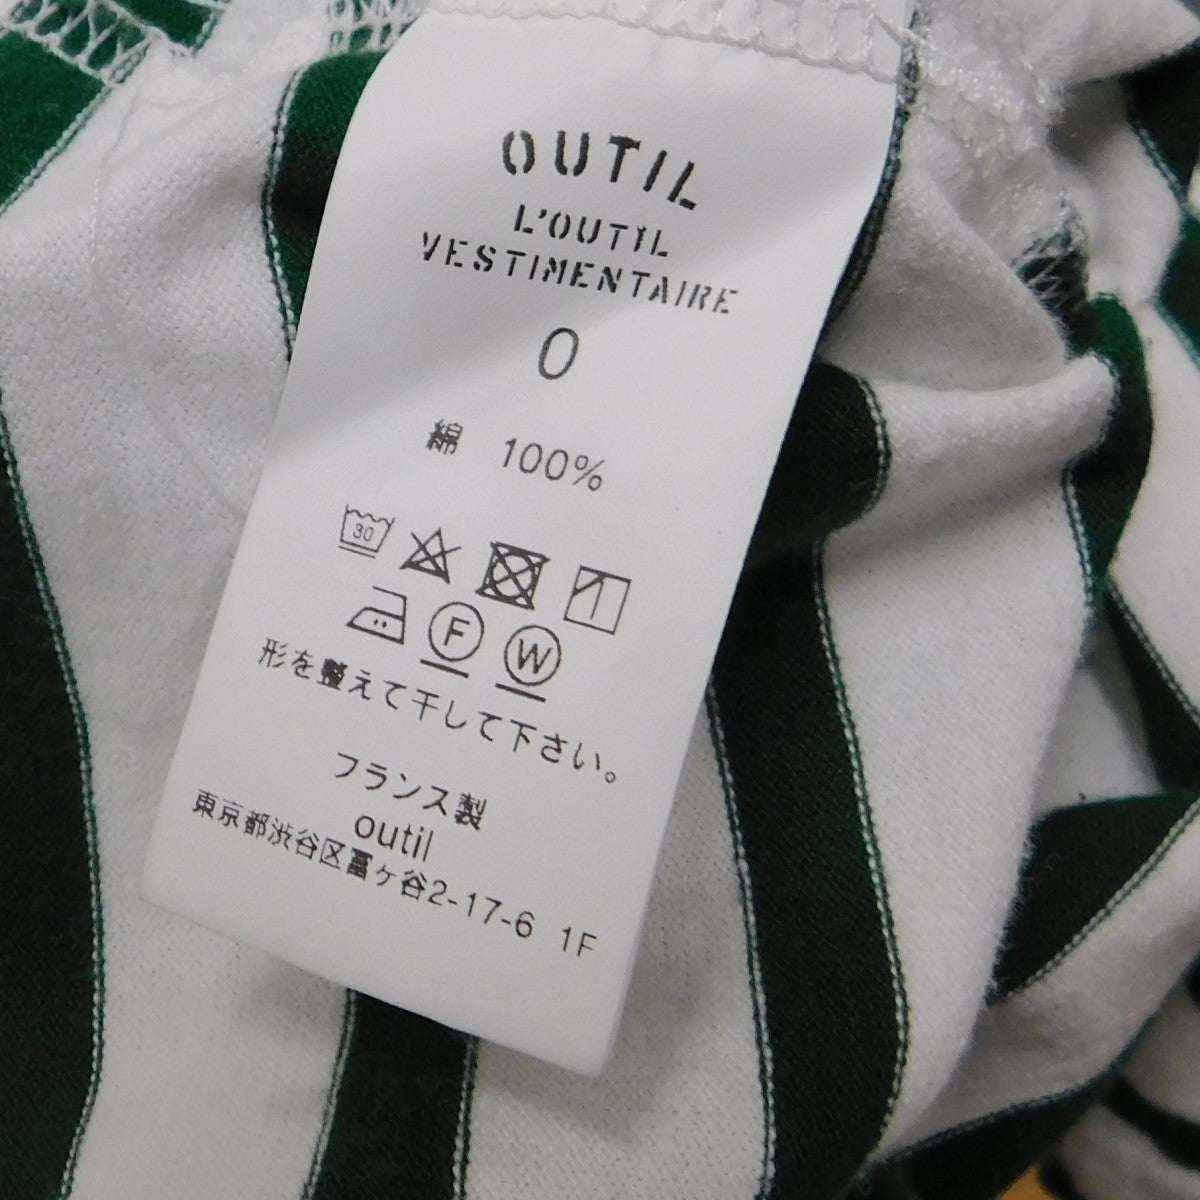 OUTIL
L'OUTIL
VESTIMENTAIRE
0
綿 100%
30
F W
形を整えて干して下さい。
フランス製
outil
東京都渋谷区富ヶ谷2-17-6 1F